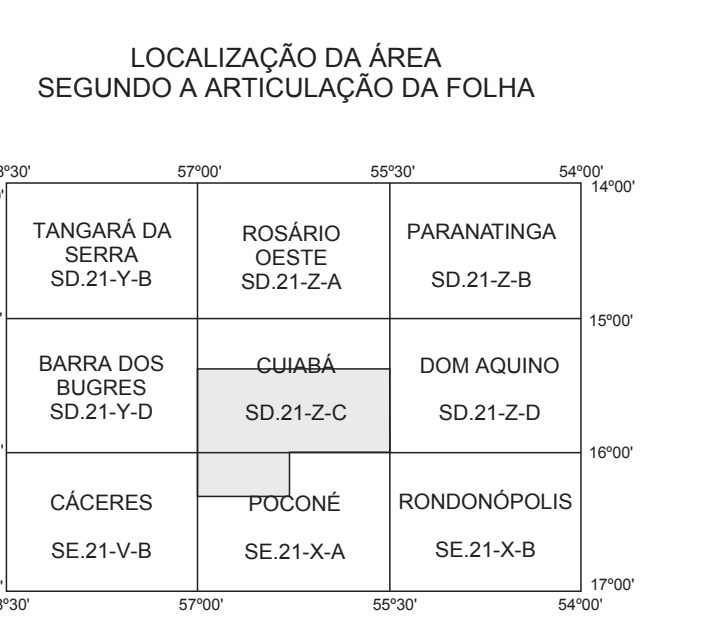 LOCALIZAÇÃO DA ÁREA
SEGUNDO A ARTICULAÇÃO DA FOLHA
57º00'
55º30'
54º00'
14º00'
TANGARÁ DA
SERRA
SD.21-Y-B
ROSÁRIO
OESTE
SD.21-Z-A
PARANATINGA
SD.21-Z-B
15º00'
BARRA DOS
BUGRES
SD.21-Y-D
CUIABÁ
SD.21-Z-C
DOM AQUINO
SD.21-Z-D
16º00'
CÁCERES
SE.21-V-B
POCONÉ
SE.21-X-A
RONDONÓPOLIS
SE.21-X-B
17º00'
57º00'
55º30'
54º00'